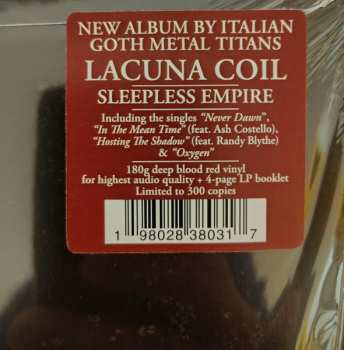 NEW ALBUM BY ITALIAN
GOTH METAL TITANS
LACUNA COIL
SLEEPLESS EMPIRE
Including the singles “Never Dawn”,
“In The Mean Time” (feat. Ash Costello),
“Hosting The Shadow” (feat. Randy Blythe)
& “Oxygen”
180g deep blood red vinyl
for highest audio quality + 4-page LP booklet
Limited to 300 copies
1 98028 38031 7